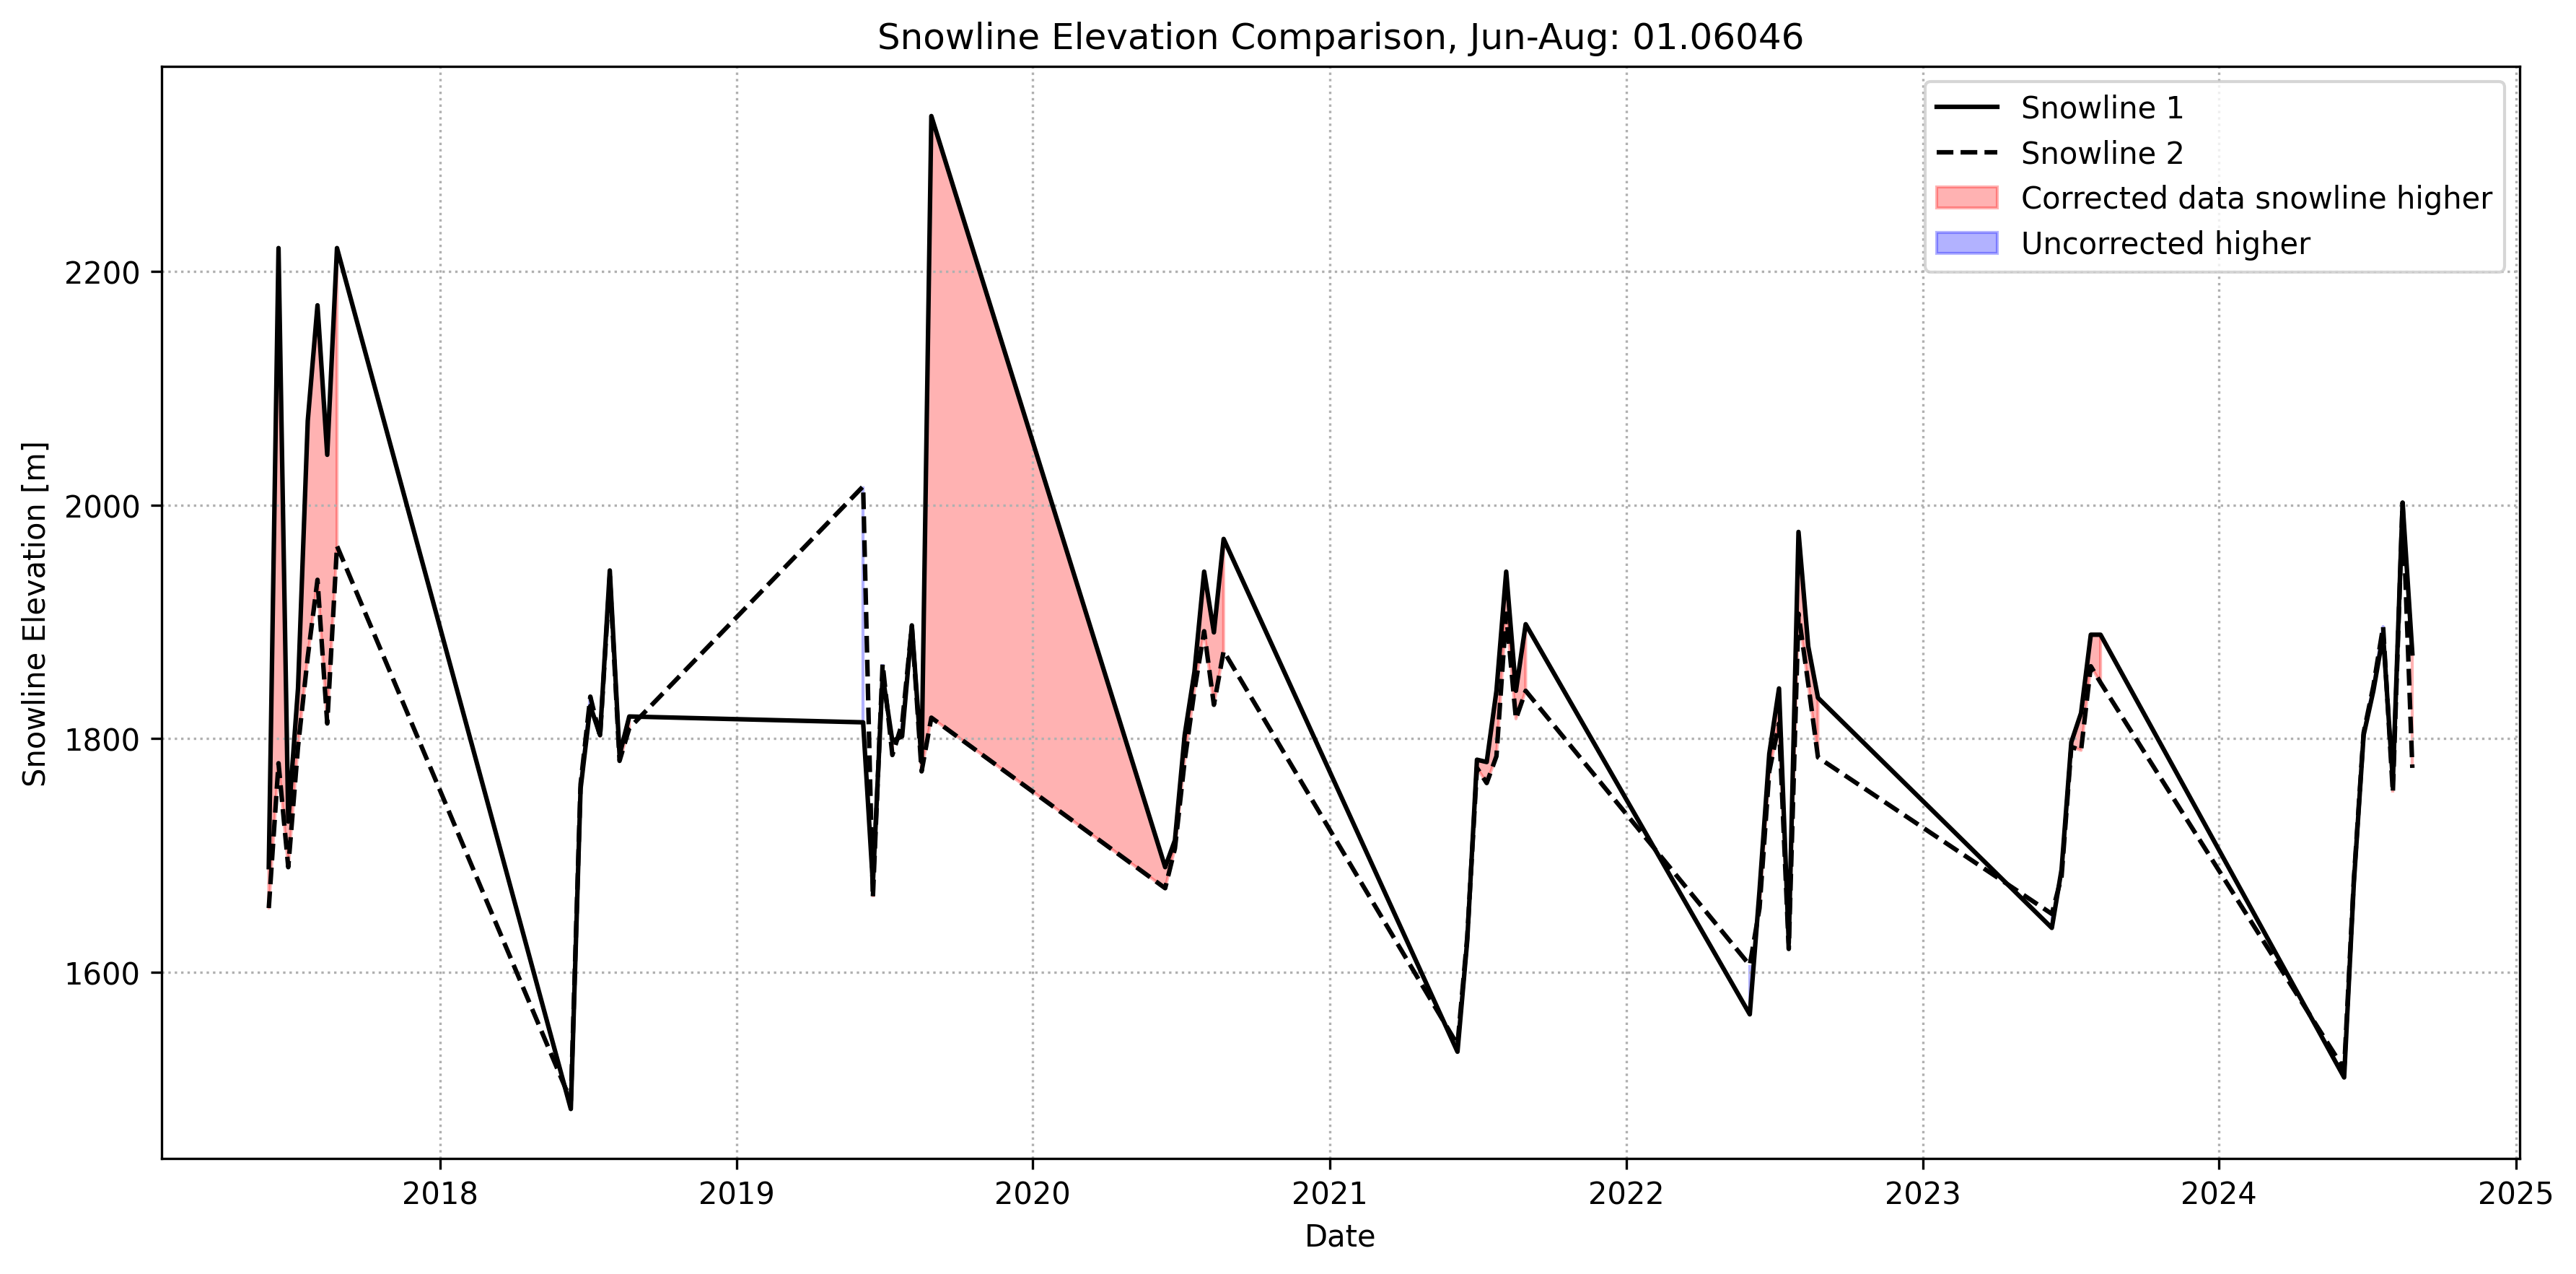 Snowline Elevation Comparison, Jun-Aug: 01.06046
Snowline 1
Snowline 2
Corrected data snowline higher
Uncorrected higher
Snowline Elevation [m]
2200
2000
1800
1600
2018 2019 2020 2021 2022 2023 2024 2025
Date